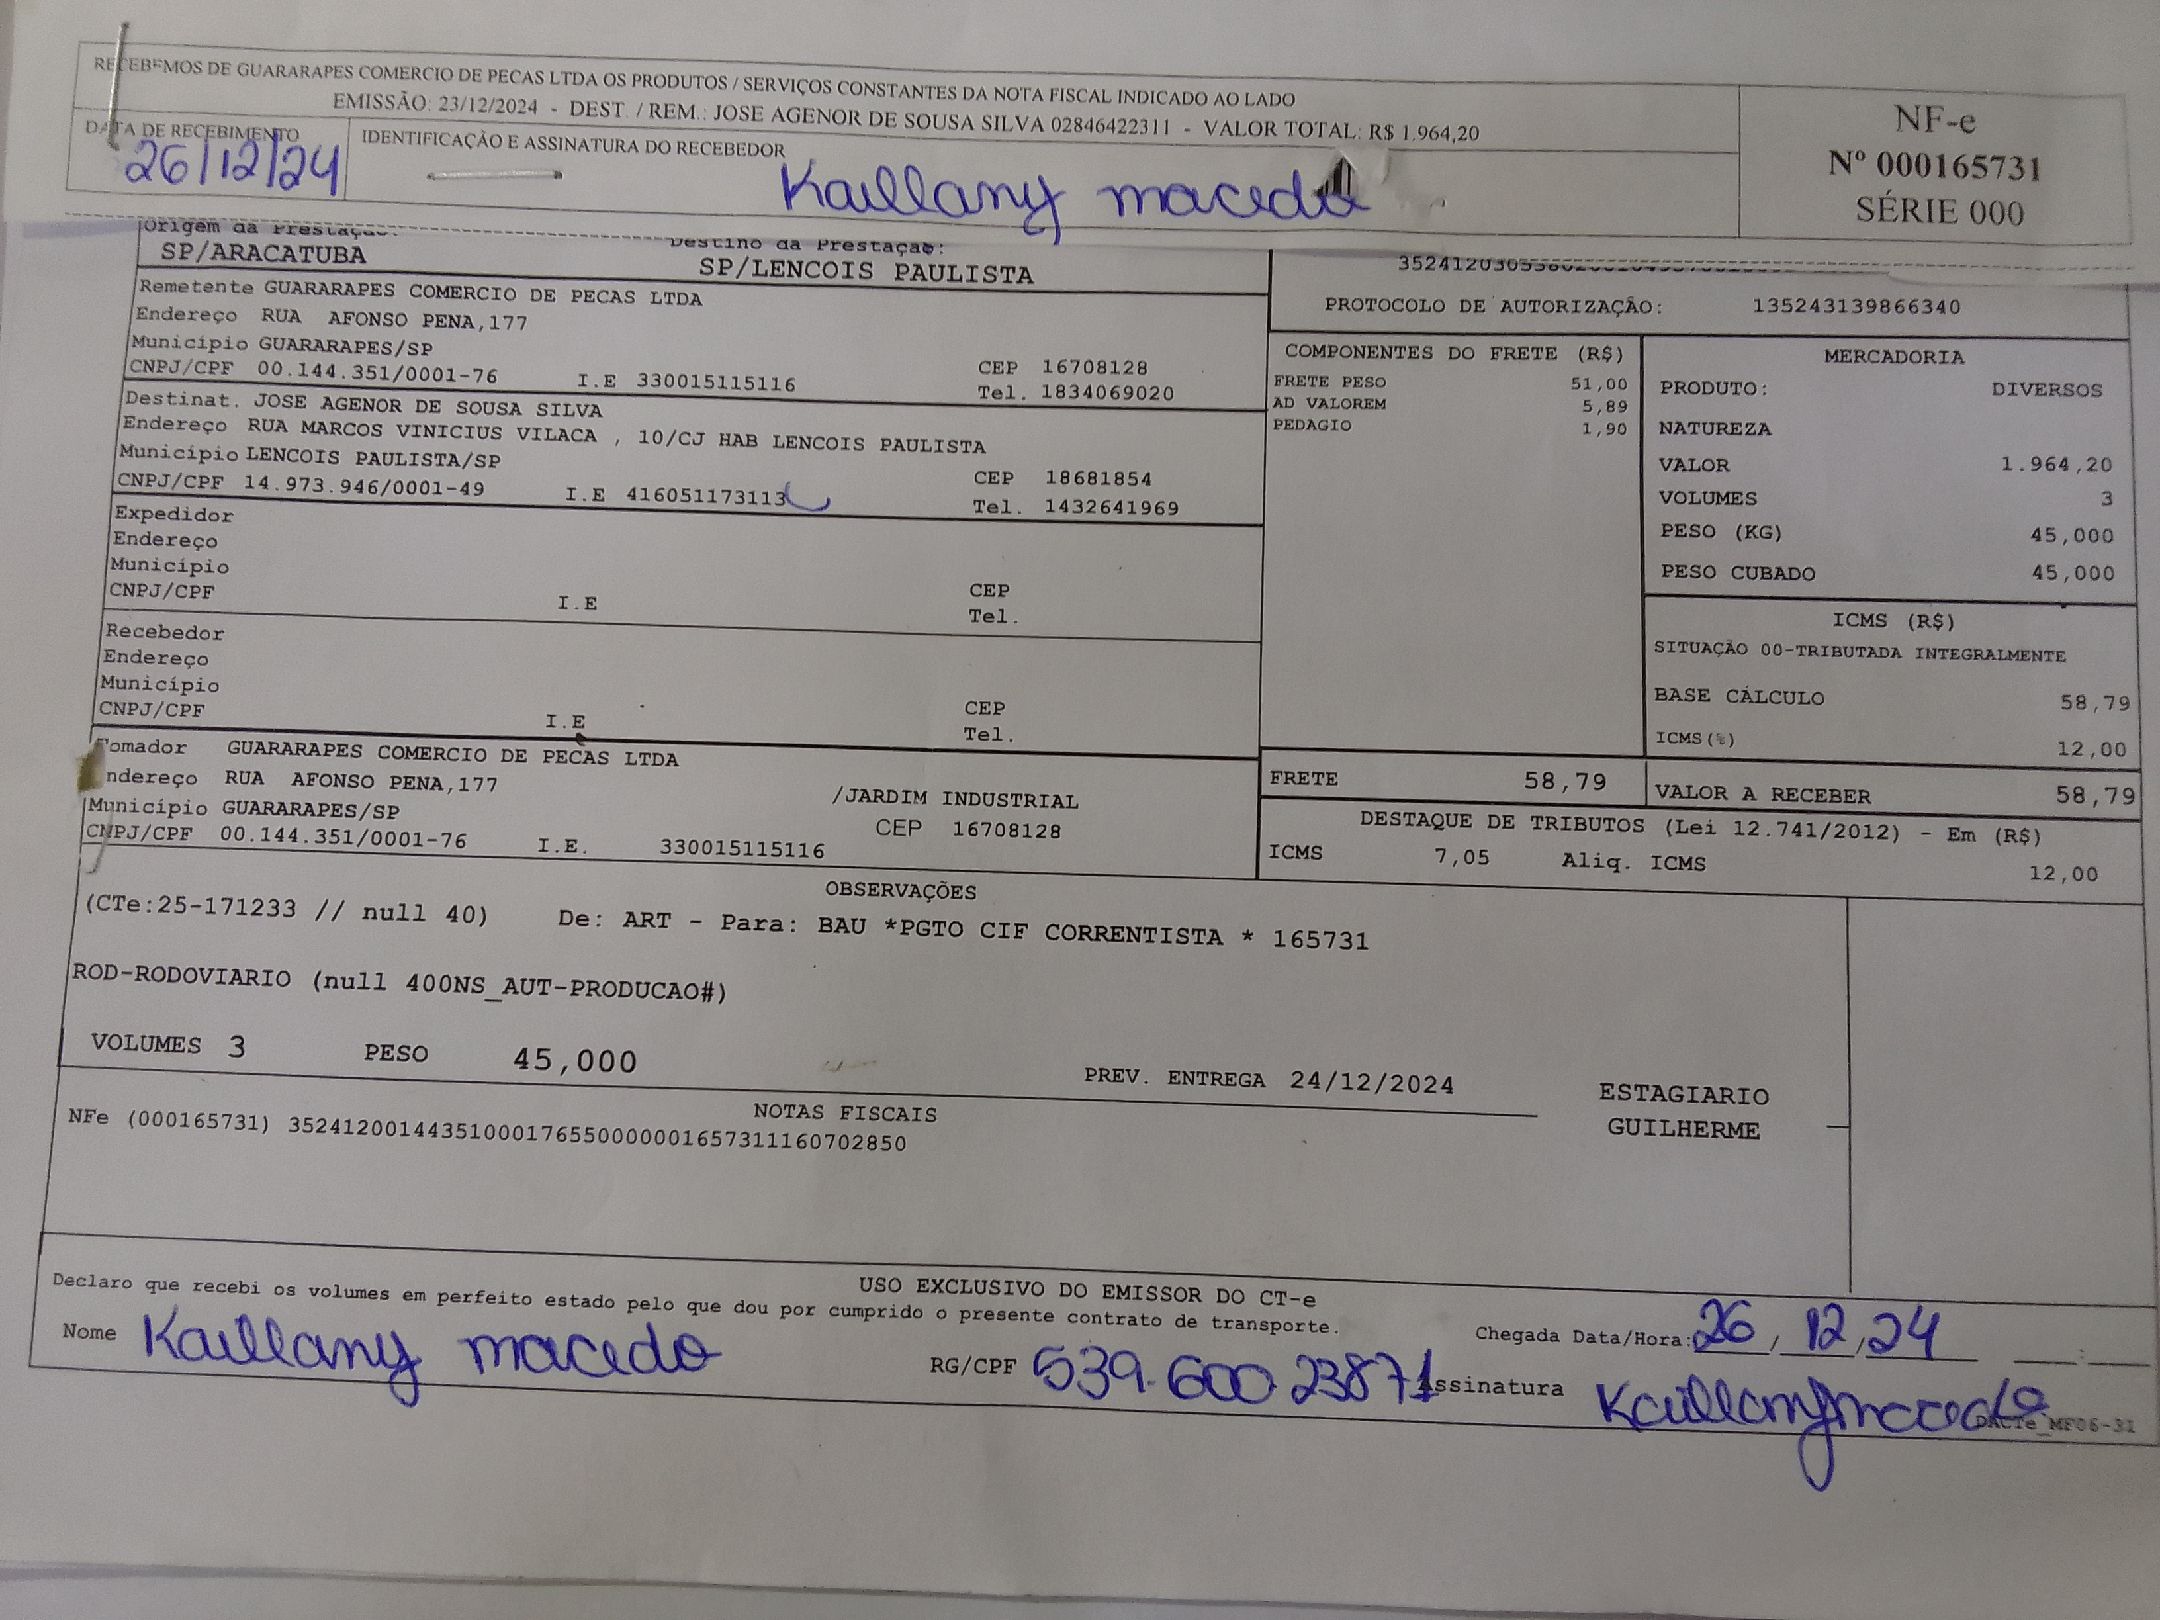 RECEBEMOS DE GUARARAPES COMERCIO DE PECAS LTDA OS PRODUTOS / SERVIÇOS CONSTANTES DA NOTA FISCAL INDICADO AO LADO
EMISSÃO: 23/12/2024 - DEST. / REM.: JOSE AGENOR DE SOUSA SILVA 02846422311 - VALOR TOTAL: R$ 1.964,20
DATA DE RECEBIMENTO
26/12/24
IDENTIFICAÇÃO E ASSINATURA DO RECEBEDOR
Kaillany macedo
NF-e
Nº 000165731
SÉRIE 000
Origem da Prestação:
SP/ARACATUBA
Destino da Prestação:
SP/LENCOIS PAULISTA
PROTOCOLO DE AUTORIZAÇÃO: 135243139866340
Remetente GUARARAPES COMERCIO DE PECAS LTDA
Endereço RUA AFONSO PENA,177
Município GUARARAPES/SP CEP 16708128
CNPJ/CPF 00.144.351/0001-76 I.E 330015115116 Tel. 1834069020
Destinat. JOSE AGENOR DE SOUSA SILVA
Endereço RUA MARCOS VINICIUS VILACA , 10/CJ HAB LENCOIS PAULISTA
Município LENCOIS PAULISTA/SP CEP 18681854
CNPJ/CPF 14.973.946/0001-49 I.E 416051173113 Tel. 1432641969
Expedidor
Endereço
Município CEP
CNPJ/CPF I.E Tel.
Recebedor
Endereço
Município CEP
CNPJ/CPF I.E Tel.
Tomador GUARARAPES COMERCIO DE PECAS LTDA
Endereço RUA AFONSO PENA,177 /JARDIM INDUSTRIAL
Município GUARARAPES/SP CEP 16708128
CNPJ/CPF 00.144.351/0001-76 I.E. 330015115116
COMPONENTES DO FRETE (R$)
FRETE PESO 51,00
AD VALOREM 5,89
PEDAGIO 1,90
MERCADORIA
PRODUTO: DIVERSOS
NATUREZA
VALOR 1.964,20
VOLUMES 3
PESO (KG) 45,000
PESO CUBADO 45,000
ICMS (R$)
SITUAÇÃO 00-TRIBUTADA INTEGRALMENTE
BASE CÁLCULO 58,79
ICMS(%) 12,00
FRETE 58,79 VALOR A RECEBER 58,79
DESTAQUE DE TRIBUTOS (Lei 12.741/2012) - Em (R$)
ICMS 7,05 Aliq. ICMS 12,00
OBSERVAÇÕES
(CTe:25-171233 // null 40) De: ART - Para: BAU *PGTO CIF CORRENTISTA * 165731
ROD-RODOVIARIO (null 400NS_AUT-PRODUCAO#)
VOLUMES 3 PESO 45,000 PREV. ENTREGA 24/12/2024
ESTAGIARIO
GUILHERME
NOTAS FISCAIS
NFe (000165731) 35241200144351000176550000001657311160702850
USO EXCLUSIVO DO EMISSOR DO CT-e
Declaro que recebi os volumes em perfeito estado pelo que dou por cumprido o presente contrato de transporte.
Chegada Data/Hora: 26/12/24
Nome Kaillany macedo RG/CPF 539.600 23871 Assinatura Kaillany macedo
DACTe_MF06-31